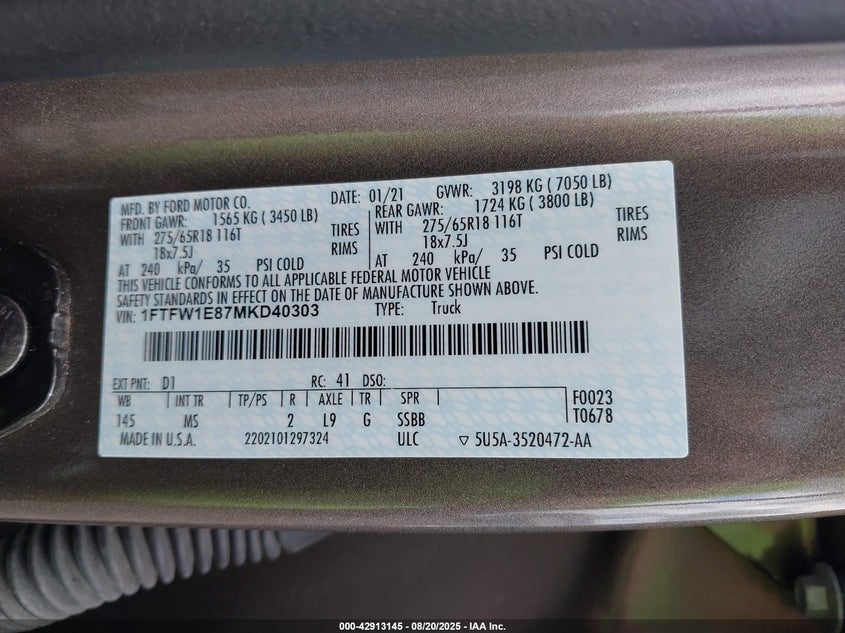 MFD. BY FORD MOTOR CO. DATE: 01/21 GVWR: 3198 KG ( 7050 LB)
FRONT GAWR: 1565 KG ( 3450 LB) REAR GAWR: 1724 KG ( 3800 LB)
WITH 275/65R18 116T TIRES WITH 275/65R18 116T TIRES
18x7.5J RIMS 18x7.5J RIMS
AT 240 kPa/ 35 PSI COLD AT 240 kPa/ 35 PSI COLD
THIS VEHICLE CONFORMS TO ALL APPLICABLE FEDERAL MOTOR VEHICLE
SAFETY STANDARDS IN EFFECT ON THE DATE OF MANUFACTURE SHOWN ABOVE.
VIN: 1FTFW1E87MKD40303 TYPE: Truck
EXT PNT: D1 RC: 41 DSO:
WB INT TR TP/PS R AXLE TR SPR F0023
145 MS 2 L9 G SSBB T0678
MADE IN U.S.A. 2202101297324 ULC ▽ 5U5A-3520472-AA
000-42913145 - 08/20/2025 - IAA Inc.